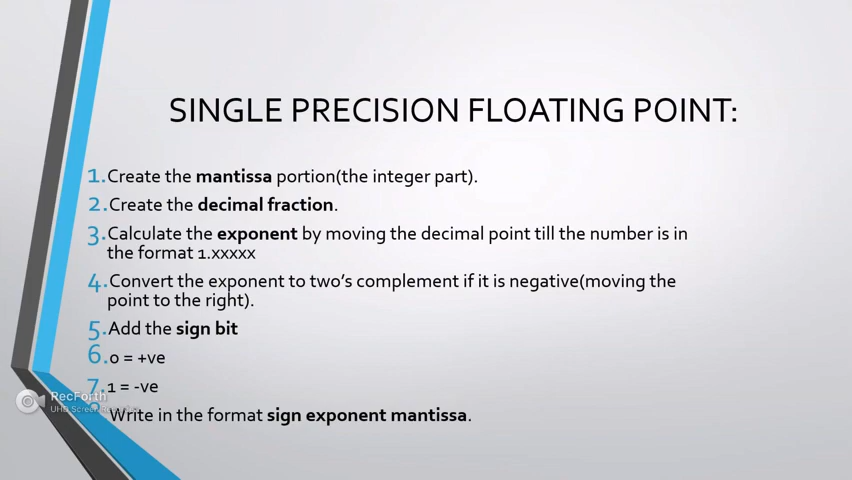 SINGLE PRECISION FLOATING POINT:
1. Create the mantissa portion(the integer part).
2. Create the decimal fraction.
3. Calculate the exponent by moving the decimal point till the number is in
the format 1.xxxxx
4. Convert the exponent to two's complement if it is negative(moving the
point to the right).
5. Add the sign bit
6. 0 = +ve
7. 1 = -ve
RecForth
UHD Screen
Write in the format sign exponent mantissa.